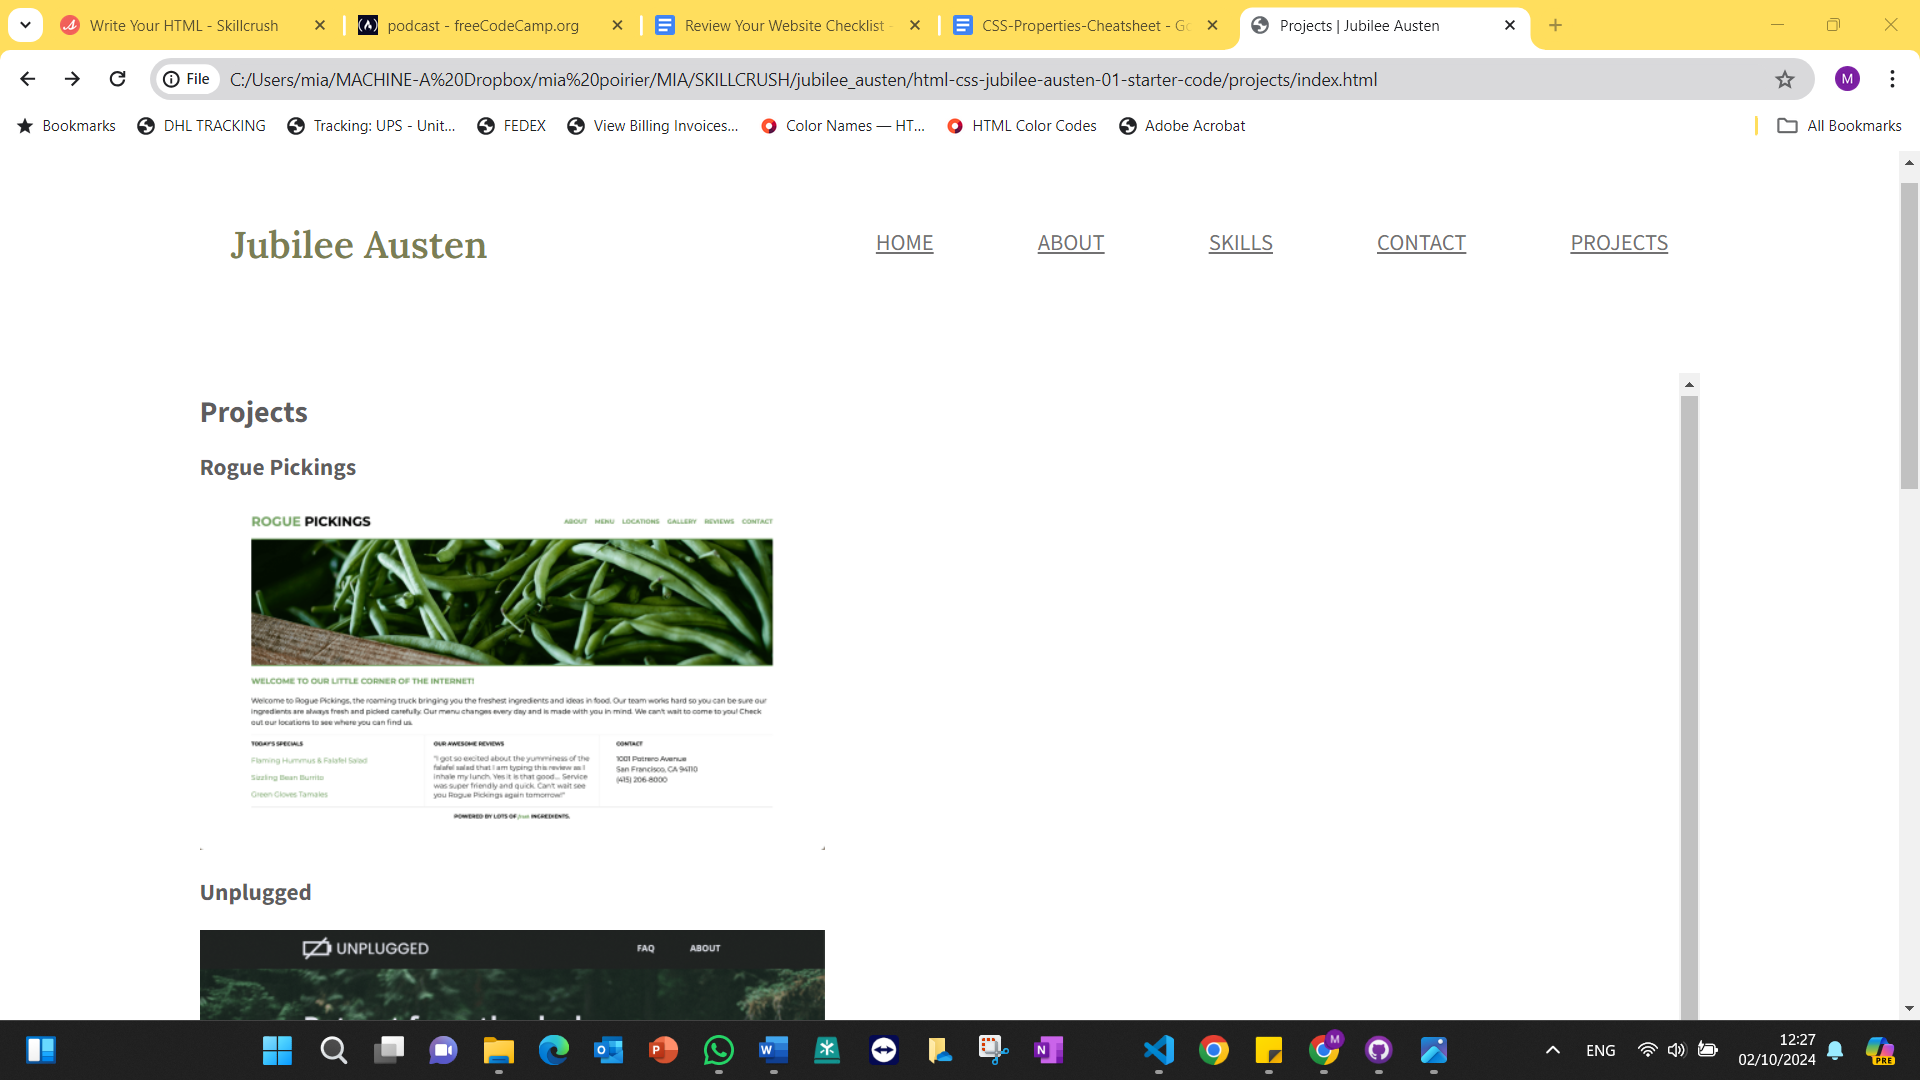 Write Your HTML - Skillcrush
podcast - freeCodeCamp.org
Review Your Website Checklist -
CSS-Properties-Cheatsheet - Go
Projects | Jubilee Austen
File
C:/Users/mia/MACHINE-A%20Dropbox/mia%20poirier/MIA/SKILLCRUSH/jubilee_austen/html-css-jubilee-austen-01-starter-code/projects/index.html
M
Bookmarks
DHL TRACKING
Tracking: UPS - Unit...
FEDEX
View Billing Invoices...
Color Names — HT...
HTML Color Codes
Adobe Acrobat
All Bookmarks
Jubilee Austen
HOME
ABOUT
SKILLS
CONTACT
PROJECTS
Projects
Rogue Pickings
ROGUE PICKINGS
ABOUT MENU LOCATIONS GALLERY REVIEWS CONTACT
WELCOME TO OUR LITTLE CORNER OF THE INTERNET!
Welcome to Rogue Pickings, the roaming truck bringing you the freshest ingredients and ideas in food. Our team works hard so you can be sure our
ingredients are always fresh and picked carefully. Our menu changes every day and is made with you in mind. We can't wait to come to you! Check
out our locations to see where you can find us.
TODAY'S SPECIALS
Flaming Hummus & Falafel Salad
Sizzling Bean Burrito
Green Gloves Tamales
OUR AWESOME REVIEWS
"I got so excited about the yumminess of the
falafel salad that I am typing this review as I
inhale my lunch. Yes it is that good... Service
was super friendly and quick. Can't wait see
you Rogue Pickings again tomorrow!"
CONTACT
1001 Potrero Avenue
San Francisco, CA 94110
(415) 206-8000
POWERED BY LOTS OF fresh INGREDIENTS.
Unplugged
UNPLUGGED
FAQ
ABOUT
M
ENG
12:27
02/10/2024
PRE